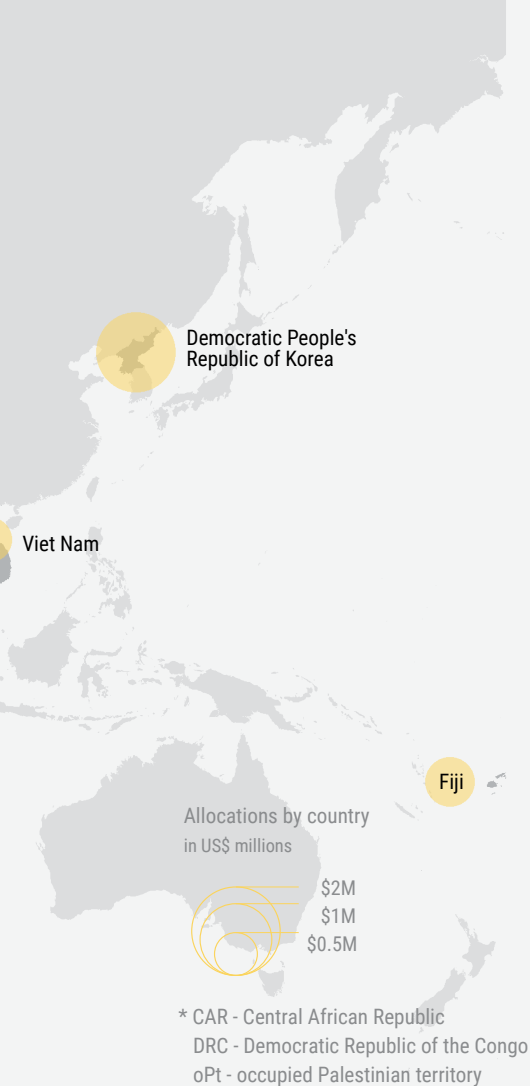 Democratic People's
Republic of Korea
Viet Nam
Fiji
Allocations by country
in US$ millions
$2M
$1M
$0.5M
* CAR - Central African Republic
DRC - Democratic Republic of the Congo
oPt - occupied Palestinian territory